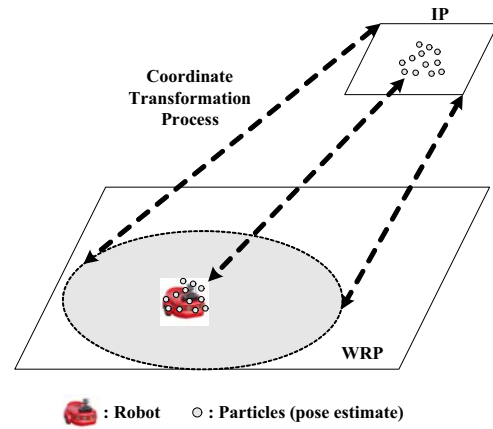 IP
Coordinate
Transformation
Process
WRP
: Robot
: Particles (pose estimate)